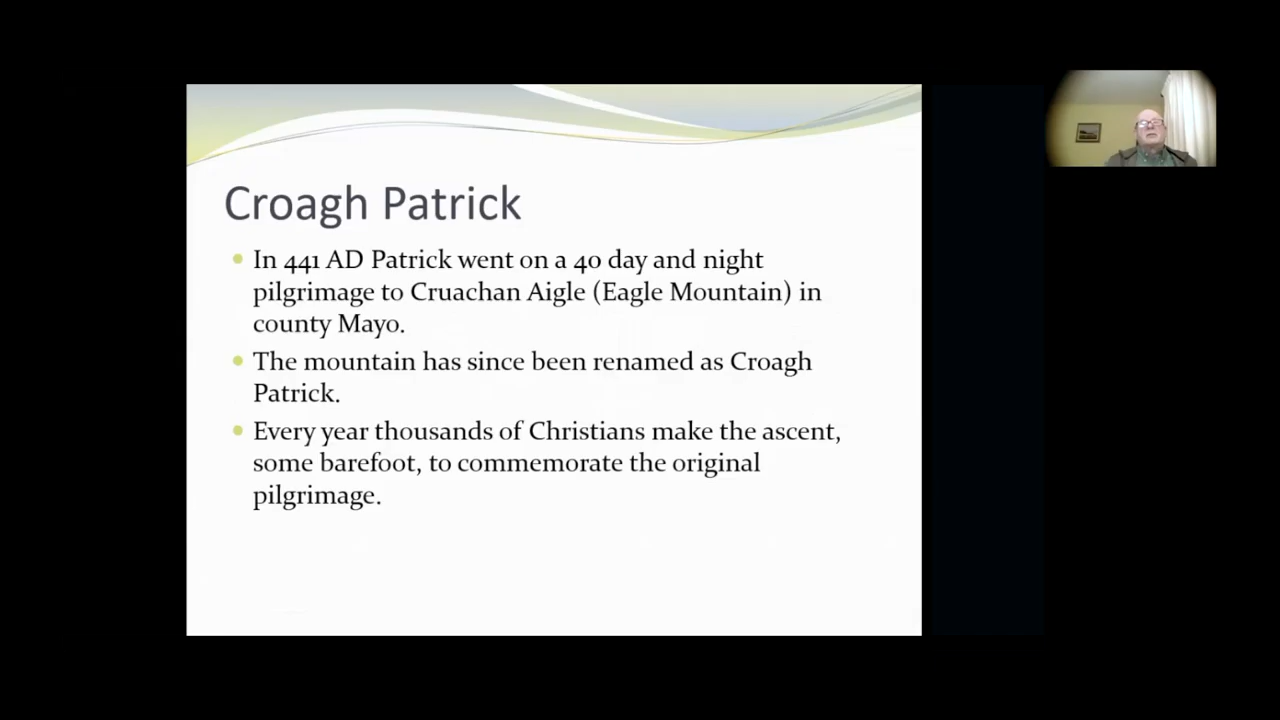 Croagh Patrick
In 441 AD Patrick went on a 40 day and night
pilgrimage to Cruachan Aigle (Eagle Mountain) in
county Mayo.
The mountain has since been renamed as Croagh
Patrick.
Every year thousands of Christians make the ascent,
some barefoot, to commemorate the original
pilgrimage.